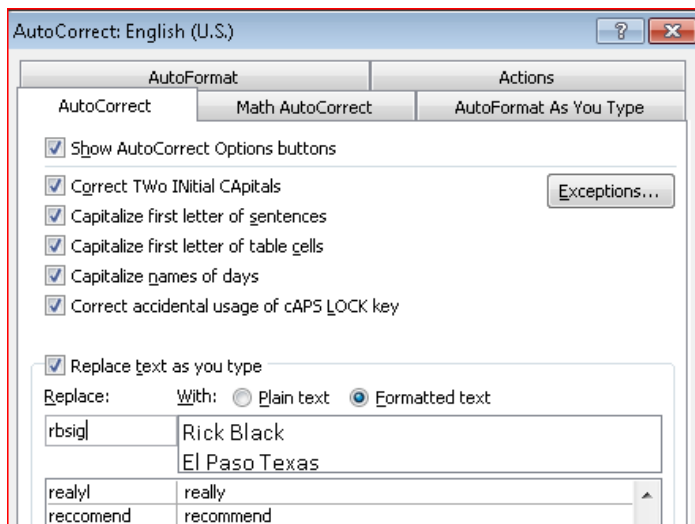 AutoCorrect: English (U.S.)
AutoFormat Actions
AutoCorrect Math AutoCorrect AutoFormat As You Type
Show AutoCorrect Options buttons
Correct TWo INitial CApitals Exceptions...
Capitalize first letter of sentences
Capitalize first letter of table cells
Capitalize names of days
Correct accidental usage of cAPS LOCK key
Replace text as you type
Replace: With: Plain text Formatted text
rbsig Rick Black
El Paso Texas
realyl really
reccomend recommend